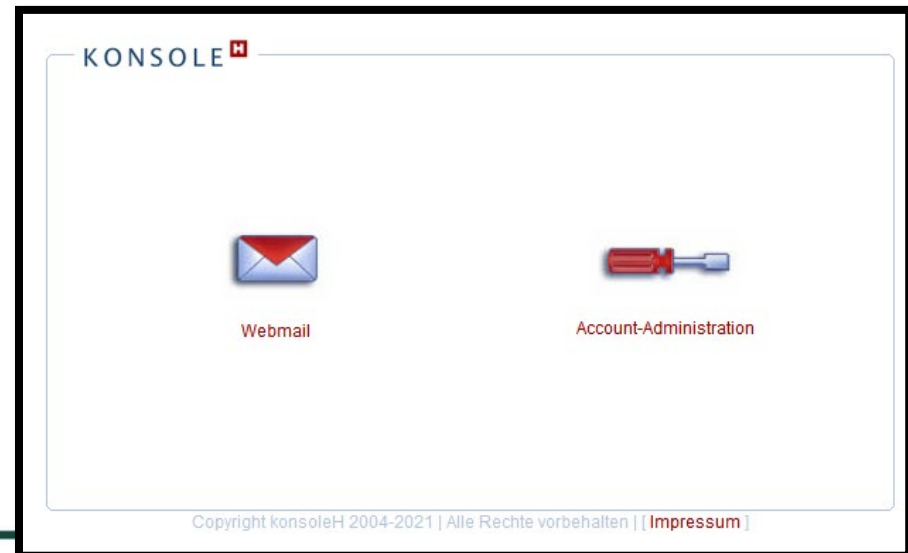 KONSOLE H
Webmail
Account-Administration
Copyright konsoleH 2004-2021 | Alle Rechte vorbehalten | [ Impressum ]